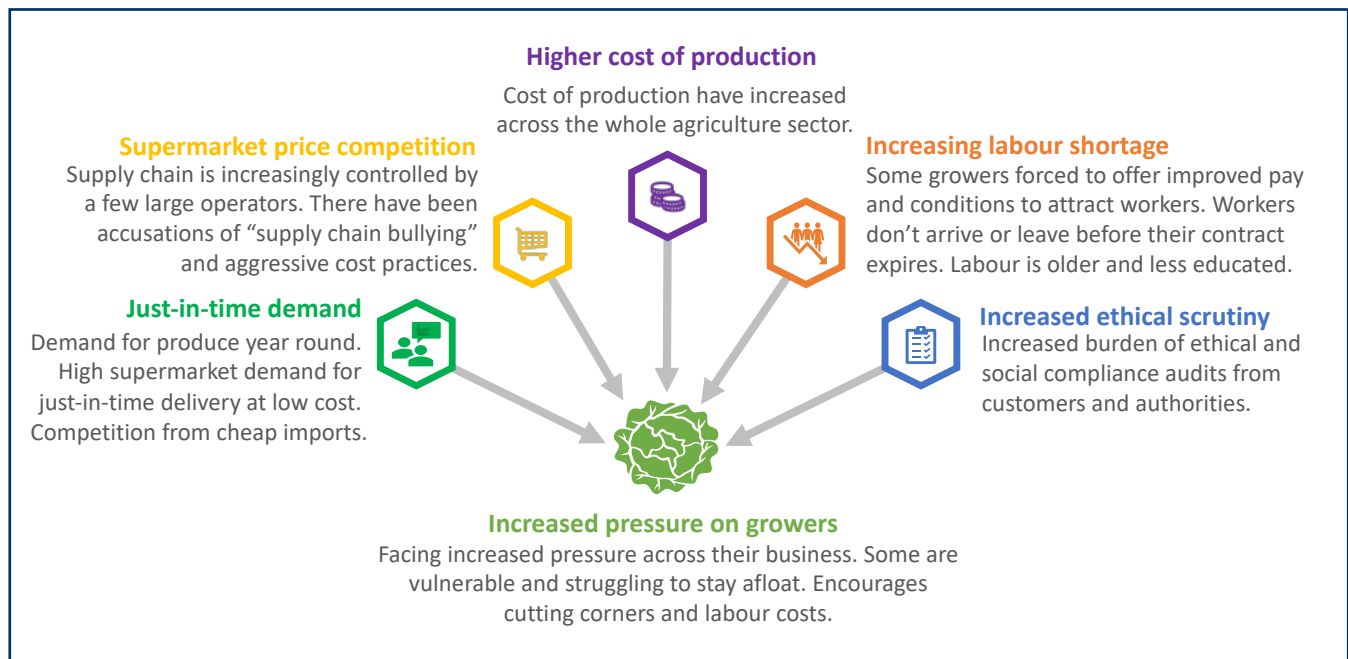 Higher cost of production
Cost of production have increased
across the whole agriculture sector.
Supermarket price competition
Supply chain is increasingly controlled by
a few large operators. There have been
accusations of “supply chain bullying”
and aggressive cost practices.
Increasing labour shortage
Some growers forced to offer improved pay
and conditions to attract workers. Workers
don’t arrive or leave before their contract
expires. Labour is older and less educated.
Just-in-time demand
Demand for produce year round.
High supermarket demand for
just-in-time delivery at low cost.
Competition from cheap imports.
Increased ethical scrutiny
Increased burden of ethical and
social compliance audits from
customers and authorities.
Increased pressure on growers
Facing increased pressure across their business. Some are
vulnerable and struggling to stay afloat. Encourages
cutting corners and labour costs.